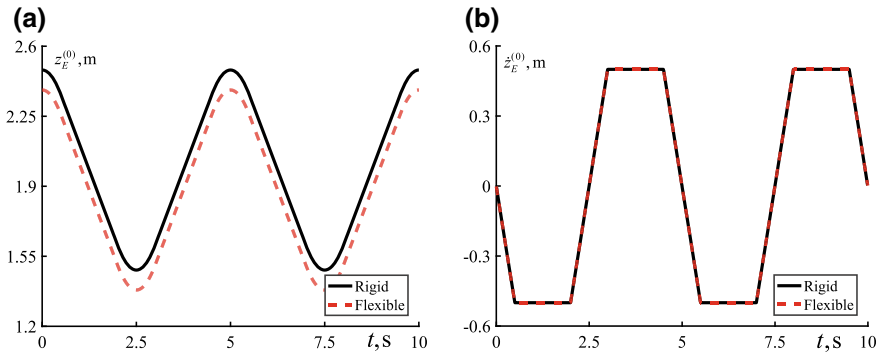 (a)
z_E^{(0)}, m
2.6
2.25
1.9
1.55
1.2
0
2.5
5
7.5
10
t, s
Rigid
Flexible
(b)
ż_E^{(0)}, m
0.6
0.3
0
-0.3
-0.6
0
2.5
5
7.5
10
t, s
Rigid
Flexible